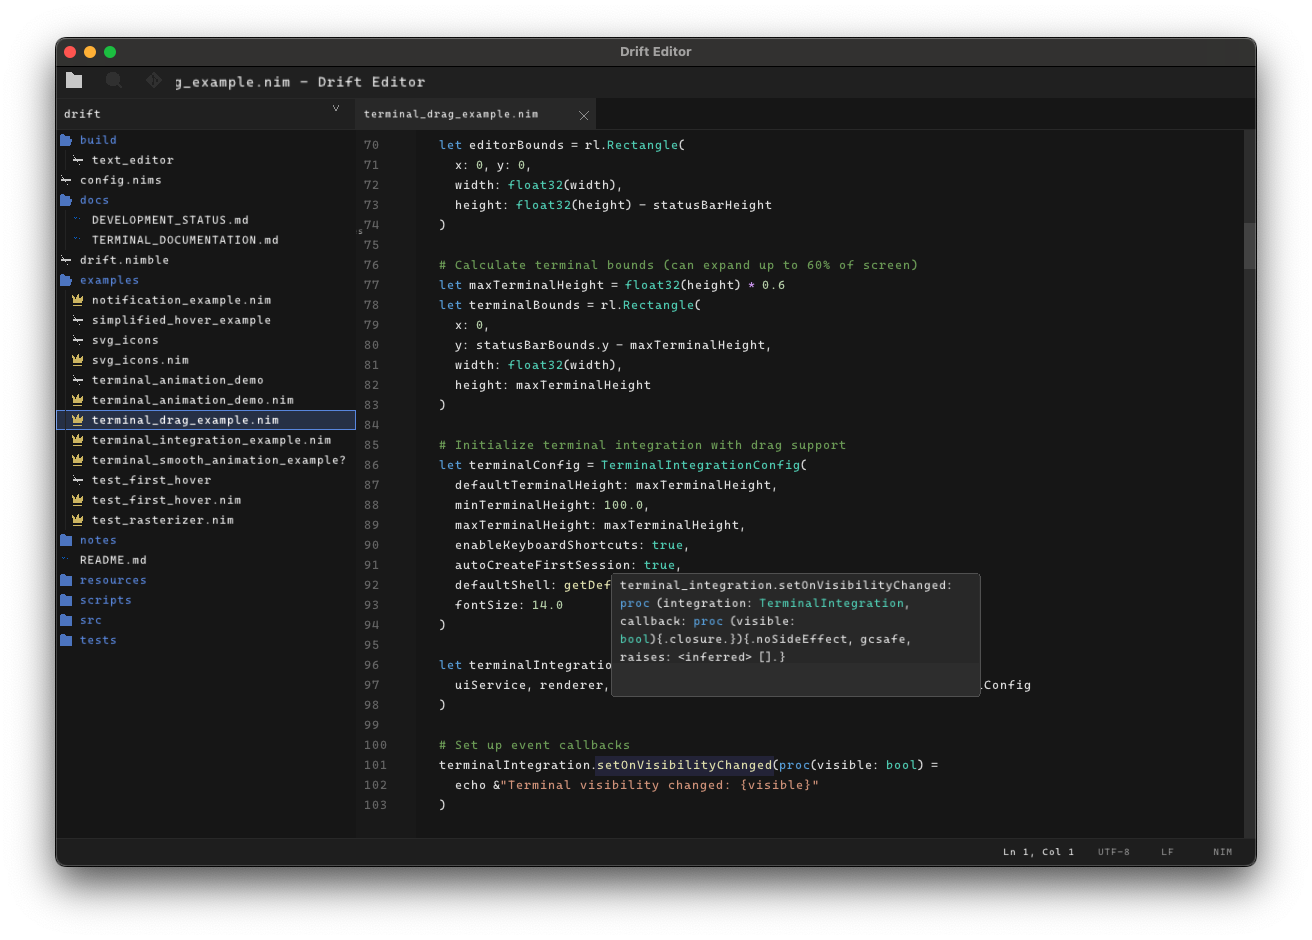 Drift Editor
g_example.nim - Drift Editor
drift
build
text_editor
config.nims
docs
DEVELOPMENT_STATUS.md
TERMINAL_DOCUMENTATION.md
drift.nimble
examples
notification_example.nim
simplified_hover_example
svg_icons
svg_icons.nim
terminal_animation_demo
terminal_animation_demo.nim
terminal_drag_example.nim
terminal_integration_example.nim
terminal_smooth_animation_example?
test_first_hover
test_first_hover.nim
test_rasterizer.nim
notes
README.md
resources
scripts
src
tests
terminal_drag_example.nim
70 let editorBounds = rl.Rectangle(
71 x: 0, y: 0,
72 width: float32(width),
73 height: float32(height) - statusBarHeight
s 74 )
75
76 # Calculate terminal bounds (can expand up to 60% of screen)
77 let maxTerminalHeight = float32(height) * 0.6
78 let terminalBounds = rl.Rectangle(
79 x: 0,
80 y: statusBarBounds.y - maxTerminalHeight,
81 width: float32(width),
82 height: maxTerminalHeight
83 )
84
85 # Initialize terminal integration with drag support
86 let terminalConfig = TerminalIntegrationConfig(
87 defaultTerminalHeight: maxTerminalHeight,
88 minTerminalHeight: 100.0,
89 maxTerminalHeight: maxTerminalHeight,
90 enableKeyboardShortcuts: true,
91 autoCreateFirstSession: true,
92 defaultShell: getDef
93 fontSize: 14.0
94 )
95
96 let terminalIntegratio
97 uiService, renderer, Config
98 )
99
100 # Set up event callbacks
101 terminalIntegration.setOnVisibilityChanged(proc(visible: bool) =
102 echo &"Terminal visibility changed: {visible}"
103 )
terminal_integration.setOnVisibilityChanged:
proc (integration: TerminalIntegration,
callback: proc (visible:
bool){.closure.}){.noSideEffect, gcsafe,
raises: <inferred> [].}
Ln 1, Col 1 UTF-8 LF NIM